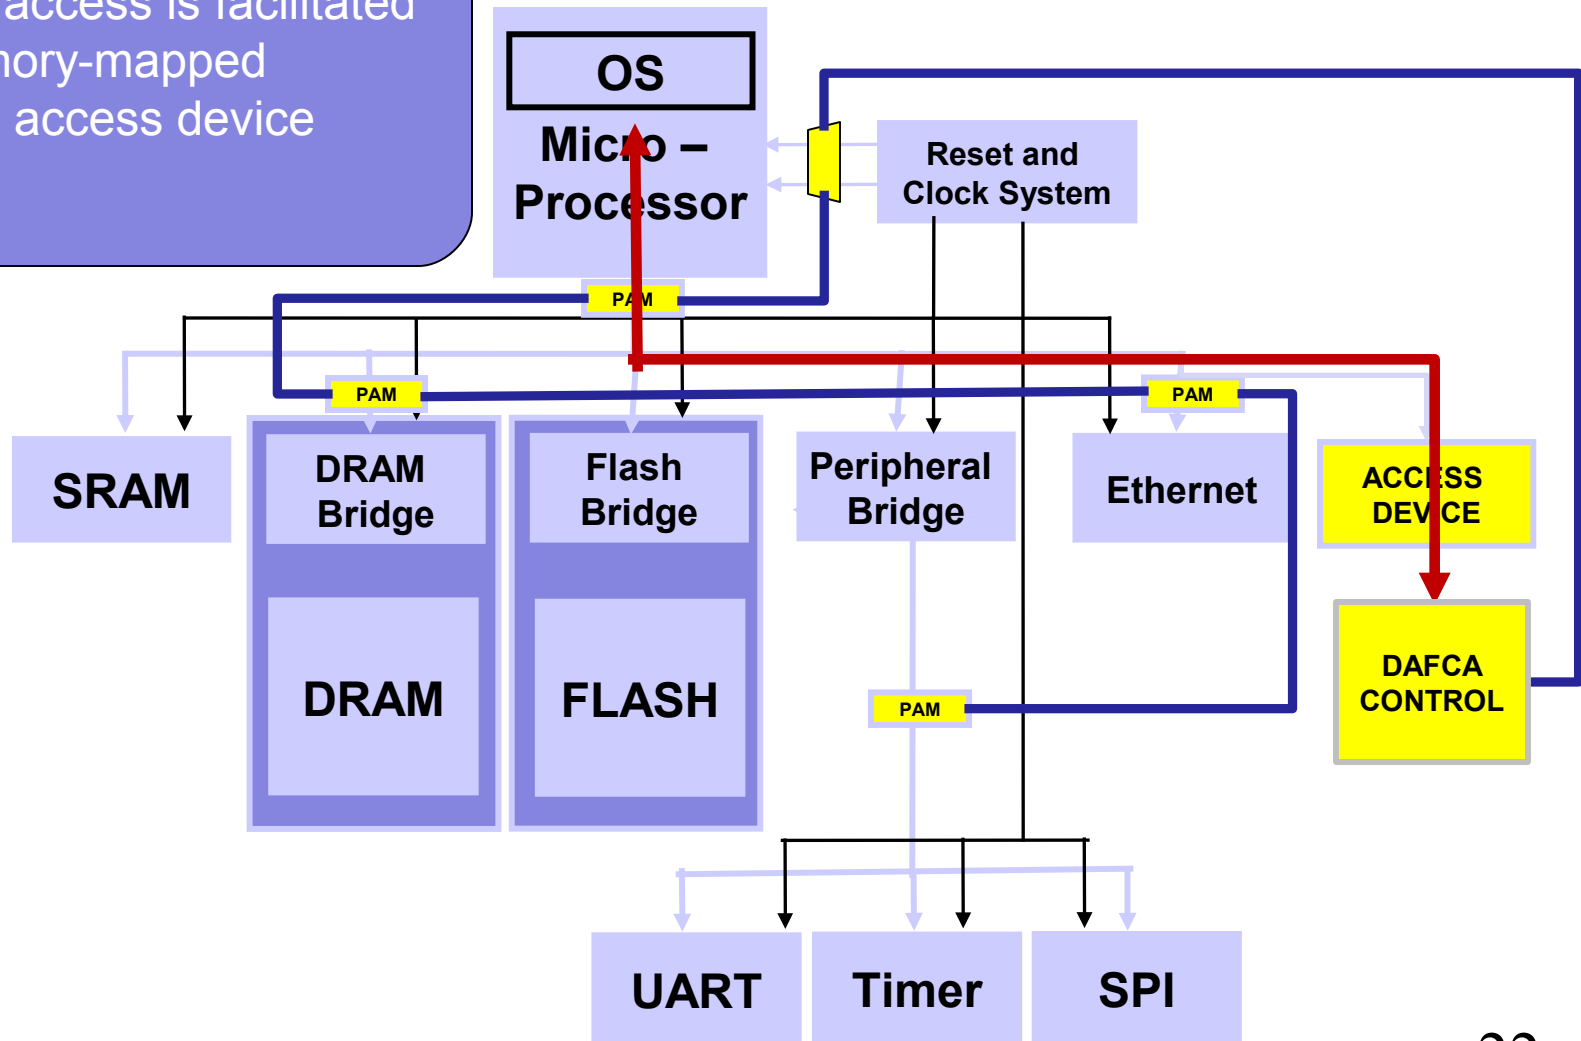 access is facilitated
mory-mapped
access device
OS
Micro –
Processor
Reset and
Clock System
PAM
PAM
PAM
SRAM
DRAM
Bridge
Flash
Bridge
Peripheral
Bridge
Ethernet
ACCESS
DEVICE
DRAM
FLASH
PAM
DAFCA
CONTROL
UART
Timer
SPI